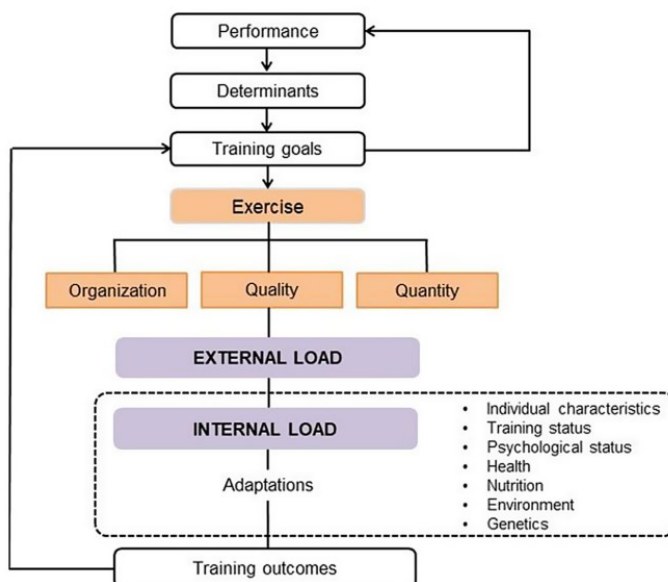 Performance
Determinants
Training goals
Exercise
Organization
Quality
Quantity
EXTERNAL LOAD
INTERNAL LOAD
Adaptations
• Individual characteristics
• Training status
• Psychological status
• Health
• Nutrition
• Environment
• Genetics
Training outcomes